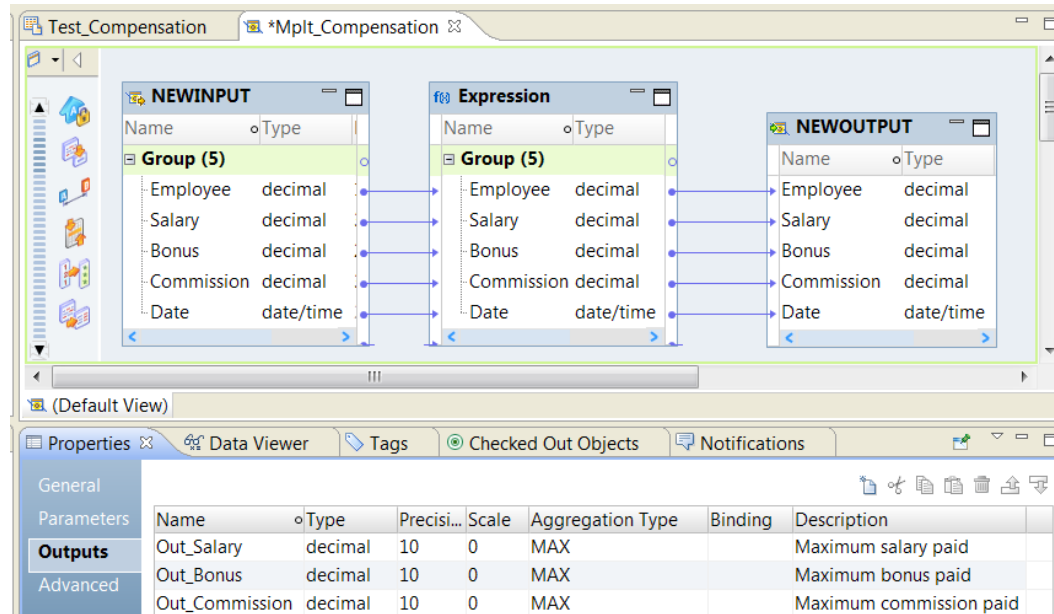 Test_Compensation *Mplt_Compensation
NEWINPUT
Name Type
Group (5)
Employee decimal
Salary decimal
Bonus decimal
Commission decimal
Date date/time
f(x) Expression
Name Type
Group (5)
Employee decimal
Salary decimal
Bonus decimal
Commission decimal
Date date/time
NEWOUTPUT
Name Type
Employee decimal
Salary decimal
Bonus decimal
Commission decimal
Date date/time
(Default View)
Properties Data Viewer Tags Checked Out Objects Notifications
General
Parameters
Outputs
Advanced
Name Type Precisi... Scale Aggregation Type Binding Description
Out_Salary decimal 10 0 MAX Maximum salary paid
Out_Bonus decimal 10 0 MAX Maximum bonus paid
Out_Commission decimal 10 0 MAX Maximum commission paid